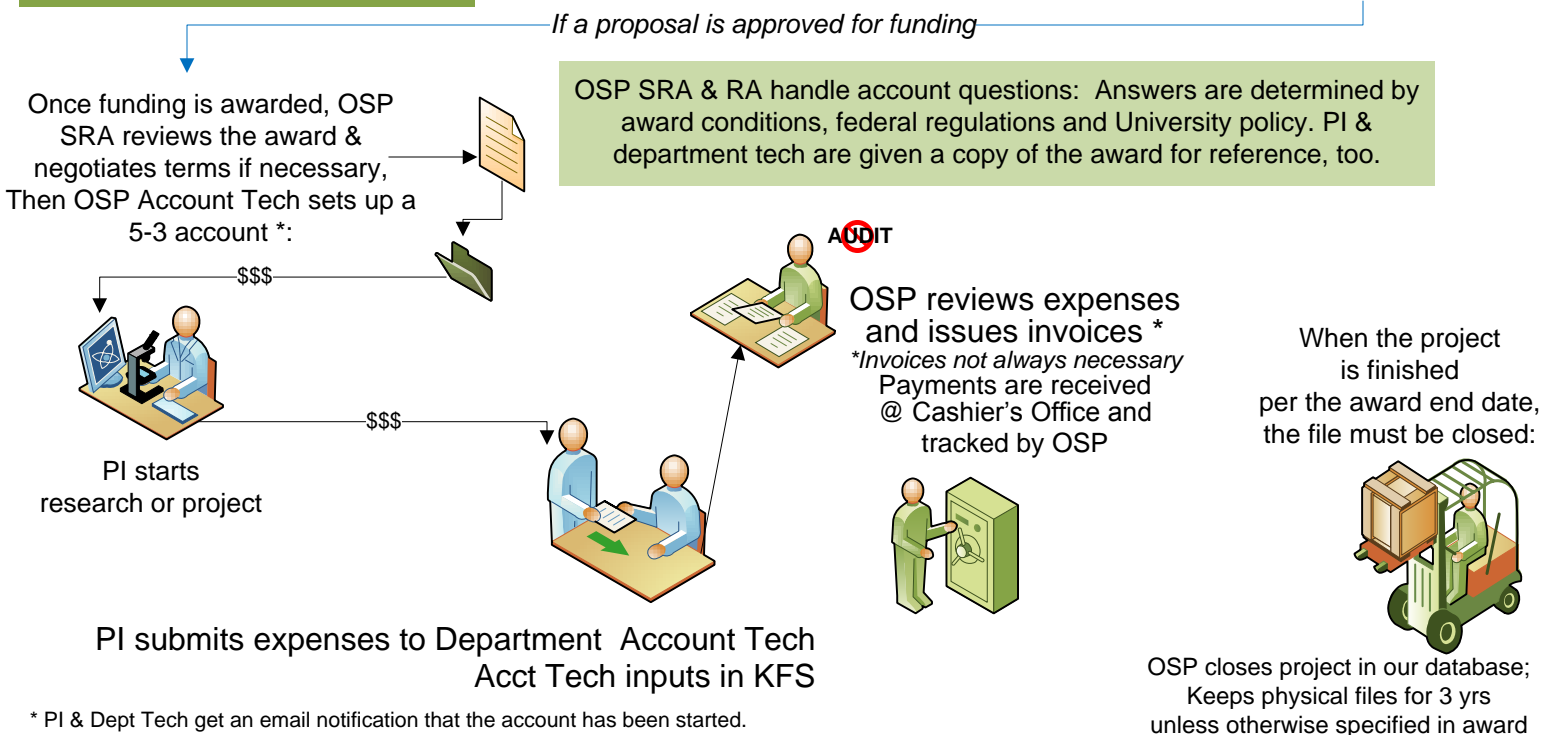 If a proposal is approved for funding
Once funding is awarded, OSP
SRA reviews the award &
negotiates terms if necessary,
Then OSP Account Tech sets up a
5-3 account *:
OSP SRA & RA handle account questions:  Answers are determined by
award conditions, federal regulations and University policy. PI &
department tech are given a copy of the award for reference, too.
$$$
PI starts
research or project
$$$
PI submits expenses to Department  Account Tech
Acct Tech inputs in KFS
AUDIT
OSP reviews expenses
and issues invoices *
*Invoices not always necessary
Payments are received
@ Cashier's Office and
tracked by OSP
When the project
is finished
per the award end date,
the file must be closed:
OSP closes project in our database;
Keeps physical files for 3 yrs
unless otherwise specified in award
* PI & Dept Tech get an email notification that the account has been started.